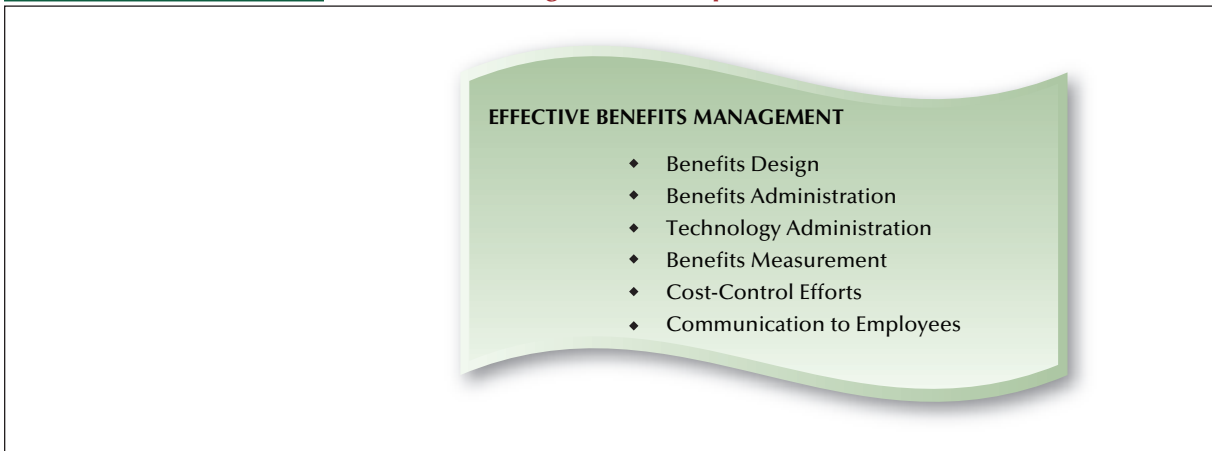 EFFECTIVE BENEFITS MANAGEMENT
◆ Benefits Design
◆ Benefits Administration
◆ Technology Administration
◆ Benefits Measurement
◆ Cost-Control Efforts
◆ Communication to Employees